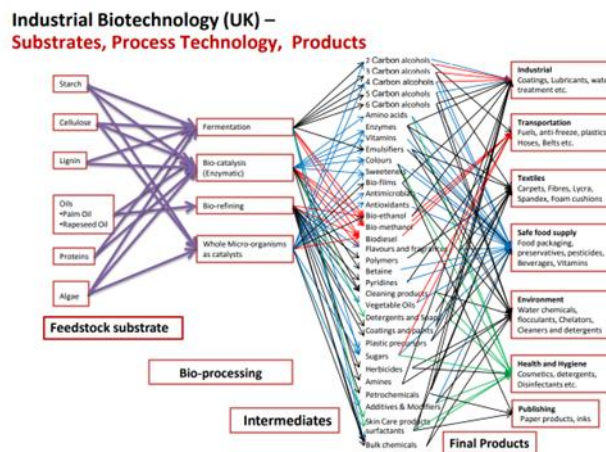 Industrial Biotechnology (UK) –
Substrates, Process Technology, Products
Starch
Cellulose
Lignin
Oils
•Palm Oil
•Rapeseed Oil
Proteins
Algae
Feedstock substrate
Fermentation
Bio-catalysis
(Enzymatic)
Bio-refining
Whole Micro-organisms
as catalysts
Bio-processing
2 Carbon alcohols
3 Carbon alcohols
4 Carbon alcohols
5 Carbon alcohols
6 Carbon alcohols
Amino acids
Enzymes
Vitamins
Emulsifiers
Colours
Sweeteners
Bio-films
Antimicrobial
Antioxidants
Bio-ethanol
Bio-methanol
Biodiesel
Flavours and fragrances
Polymers
Betaine
Pyridines
Cleaning products
Vegetable Oils
Detergents and Soaps
Coatings and paints
Plastic precursors
Sugars
Herbicides
Amines
Petrochemicals
Additives & Modifiers
Skin Care products
surfactants
Bulk chemicals
Intermediates
Industrial
Coatings, Lubricants, water
treatment etc.
Transportation
Fuels, anti-freeze, plastics
Hoses, Belts etc.
Textiles
Carpets, Fibres, Lycra,
Spandex, Foam cushions
Safe food supply
Food packaging,
preservatives, pesticides,
Beverages, Vitamins
Environment
Water chemicals,
flocculants, Chelators,
Cleaners and detergents
Health and Hygiene
Cosmetics, detergents,
Disinfectants etc.
Publishing
Paper products, inks
Final Products